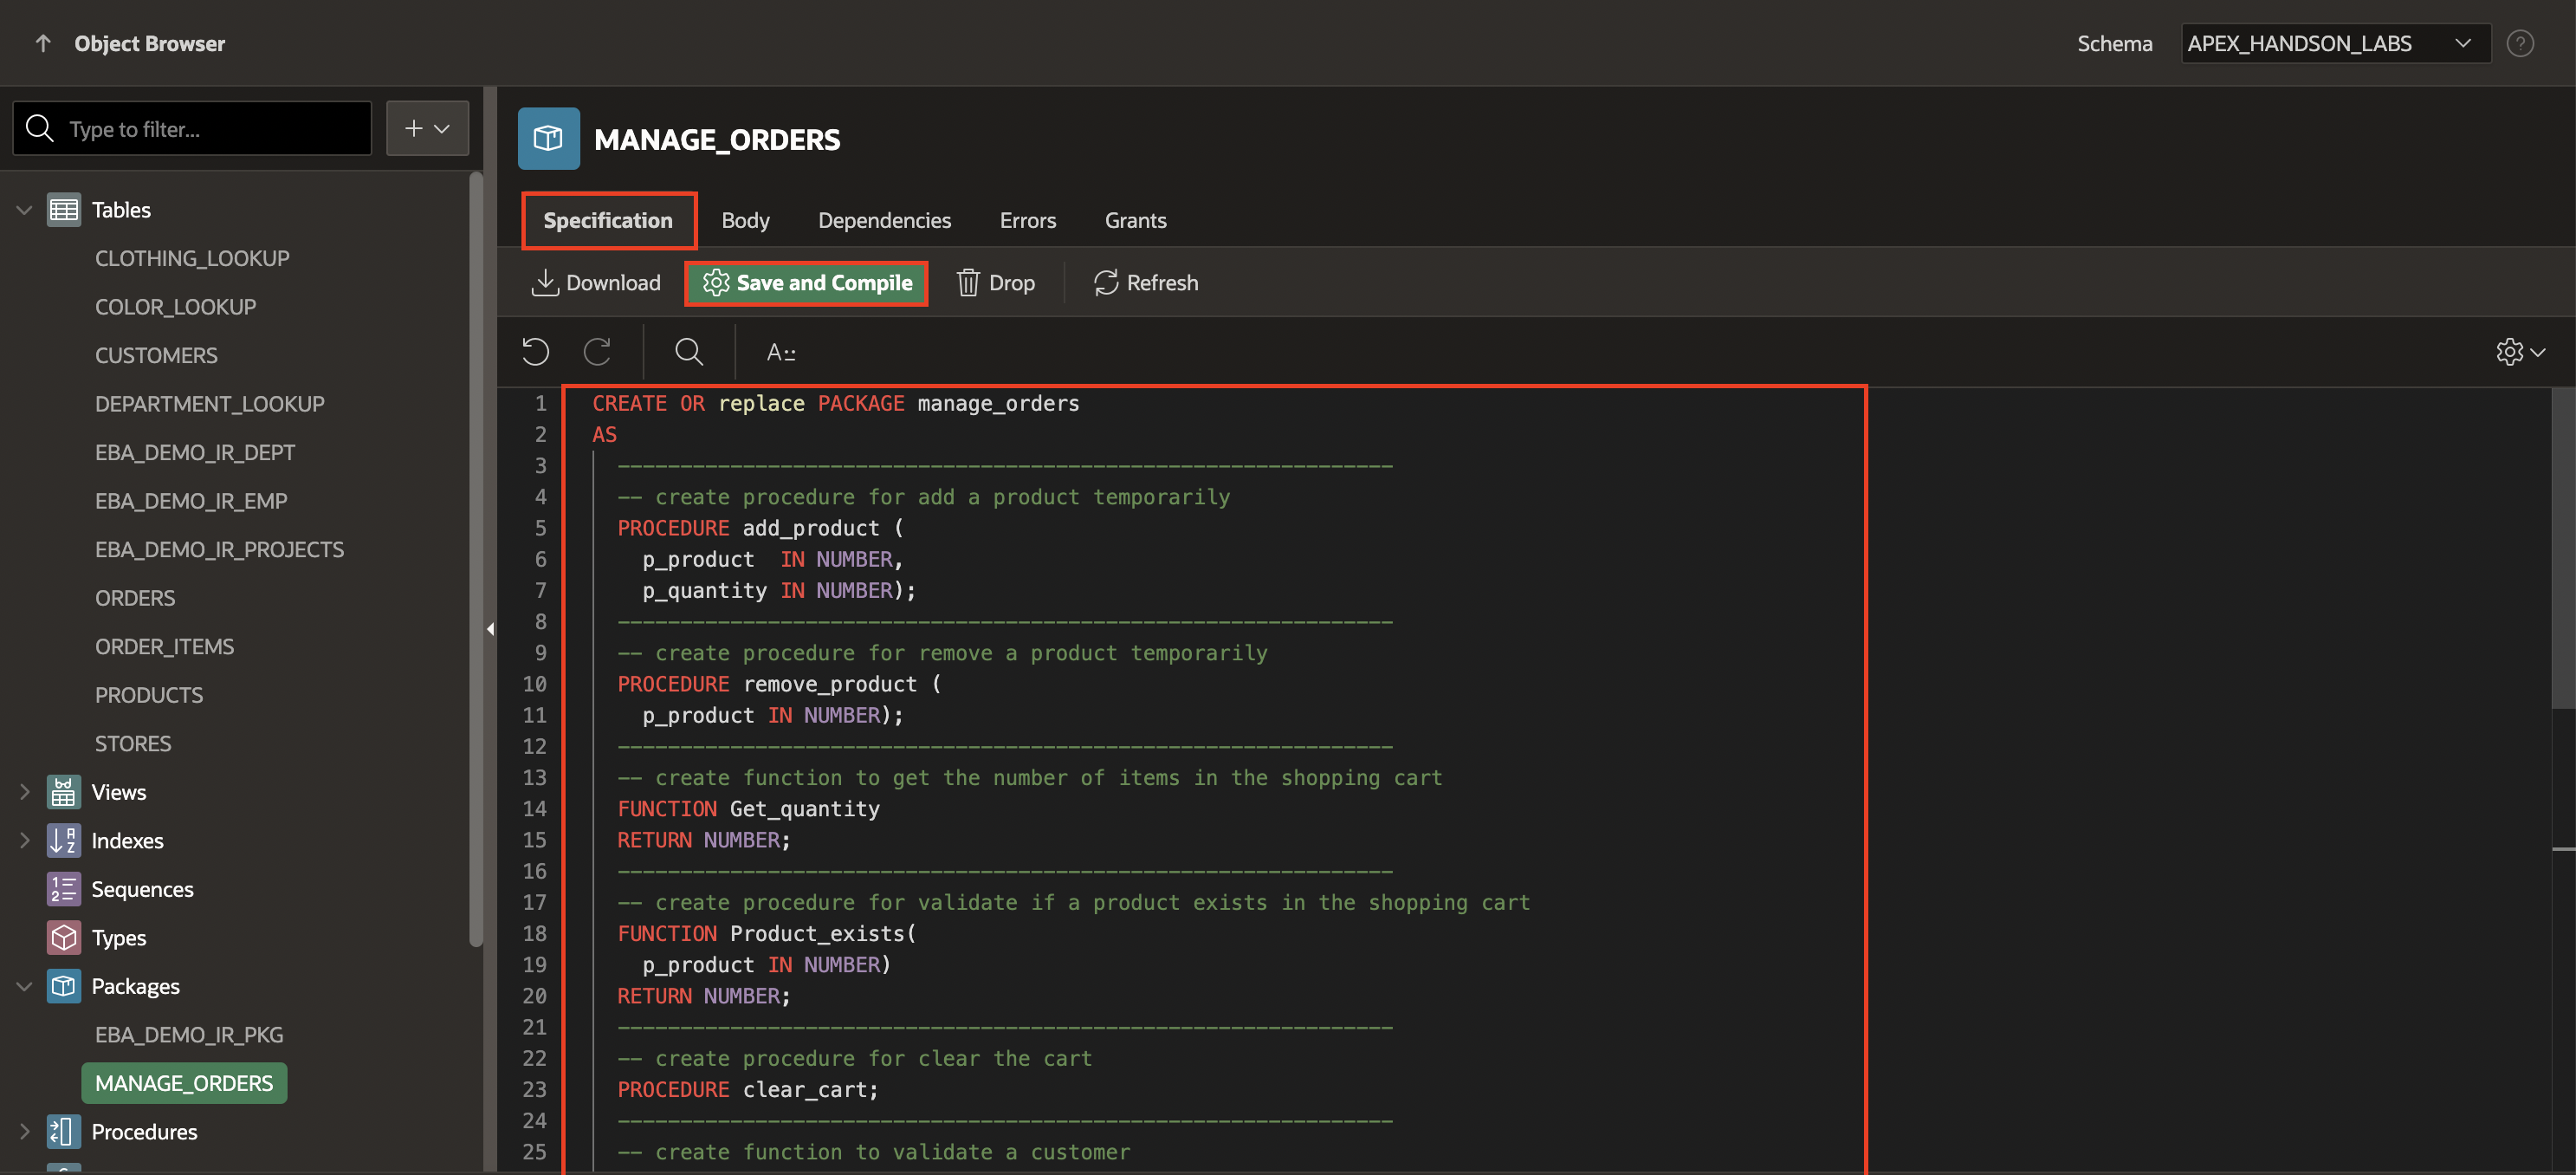 Object Browser
Schema APEX_HANDSON_LABS
Type to filter...
Tables
CLOTHING_LOOKUP
COLOR_LOOKUP
CUSTOMERS
DEPARTMENT_LOOKUP
EBA_DEMO_IR_DEPT
EBA_DEMO_IR_EMP
EBA_DEMO_IR_PROJECTS
ORDERS
ORDER_ITEMS
PRODUCTS
STORES
Views
Indexes
Sequences
Types
Packages
EBA_DEMO_IR_PKG
MANAGE_ORDERS
Procedures
MANAGE_ORDERS
Specification Body Dependencies Errors Grants
Download Save and Compile Drop Refresh
A::
1 CREATE OR replace PACKAGE manage_orders
2 AS
3 --------------------------------------------------------------
4 -- create procedure for add a product temporarily
5 PROCEDURE add_product (
6 p_product  IN NUMBER,
7 p_quantity IN NUMBER);
8 --------------------------------------------------------------
9 -- create procedure for remove a product temporarily
10 PROCEDURE remove_product (
11 p_product IN NUMBER);
12 --------------------------------------------------------------
13 -- create function to get the number of items in the shopping cart
14 FUNCTION Get_quantity
15 RETURN NUMBER;
16 --------------------------------------------------------------
17 -- create procedure for validate if a product exists in the shopping cart
18 FUNCTION Product_exists(
19 p_product IN NUMBER)
20 RETURN NUMBER;
21 --------------------------------------------------------------
22 -- create procedure for clear the cart
23 PROCEDURE clear_cart;
24 --------------------------------------------------------------
25 -- create function to validate a customer